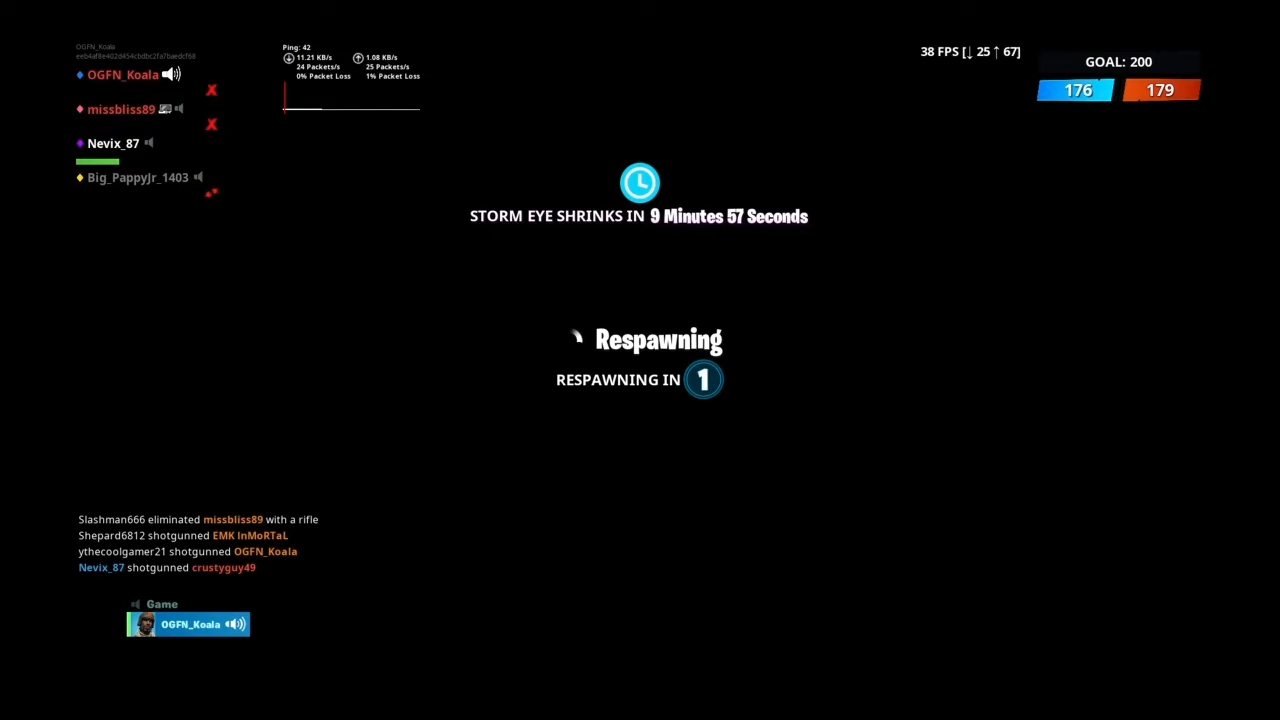 OGFN_Koala
eeb4af8e402d454cbdbc2fa7baedcf68
OGFN_Koala
missbliss89
Nevix_87
Big_PappyJr_1403
Ping: 42
11.21 KB/s 1.08 KB/s
24 Packets/s 25 Packets/s
0% Packet Loss 1% Packet Loss
38 FPS [↓ 25 ↑ 67]
GOAL: 200
176 179
STORM EYE SHRINKS IN 9 Minutes 57 Seconds
Respawning
RESPAWNING IN 1
Slashman666 eliminated missbliss89 with a rifle
Shepard6812 shotgunned EMK InMoRTaL
ythecoolgamer21 shotgunned OGFN_Koala
Nevix_87 shotgunned crustyguy49
Game
OGFN_Koala